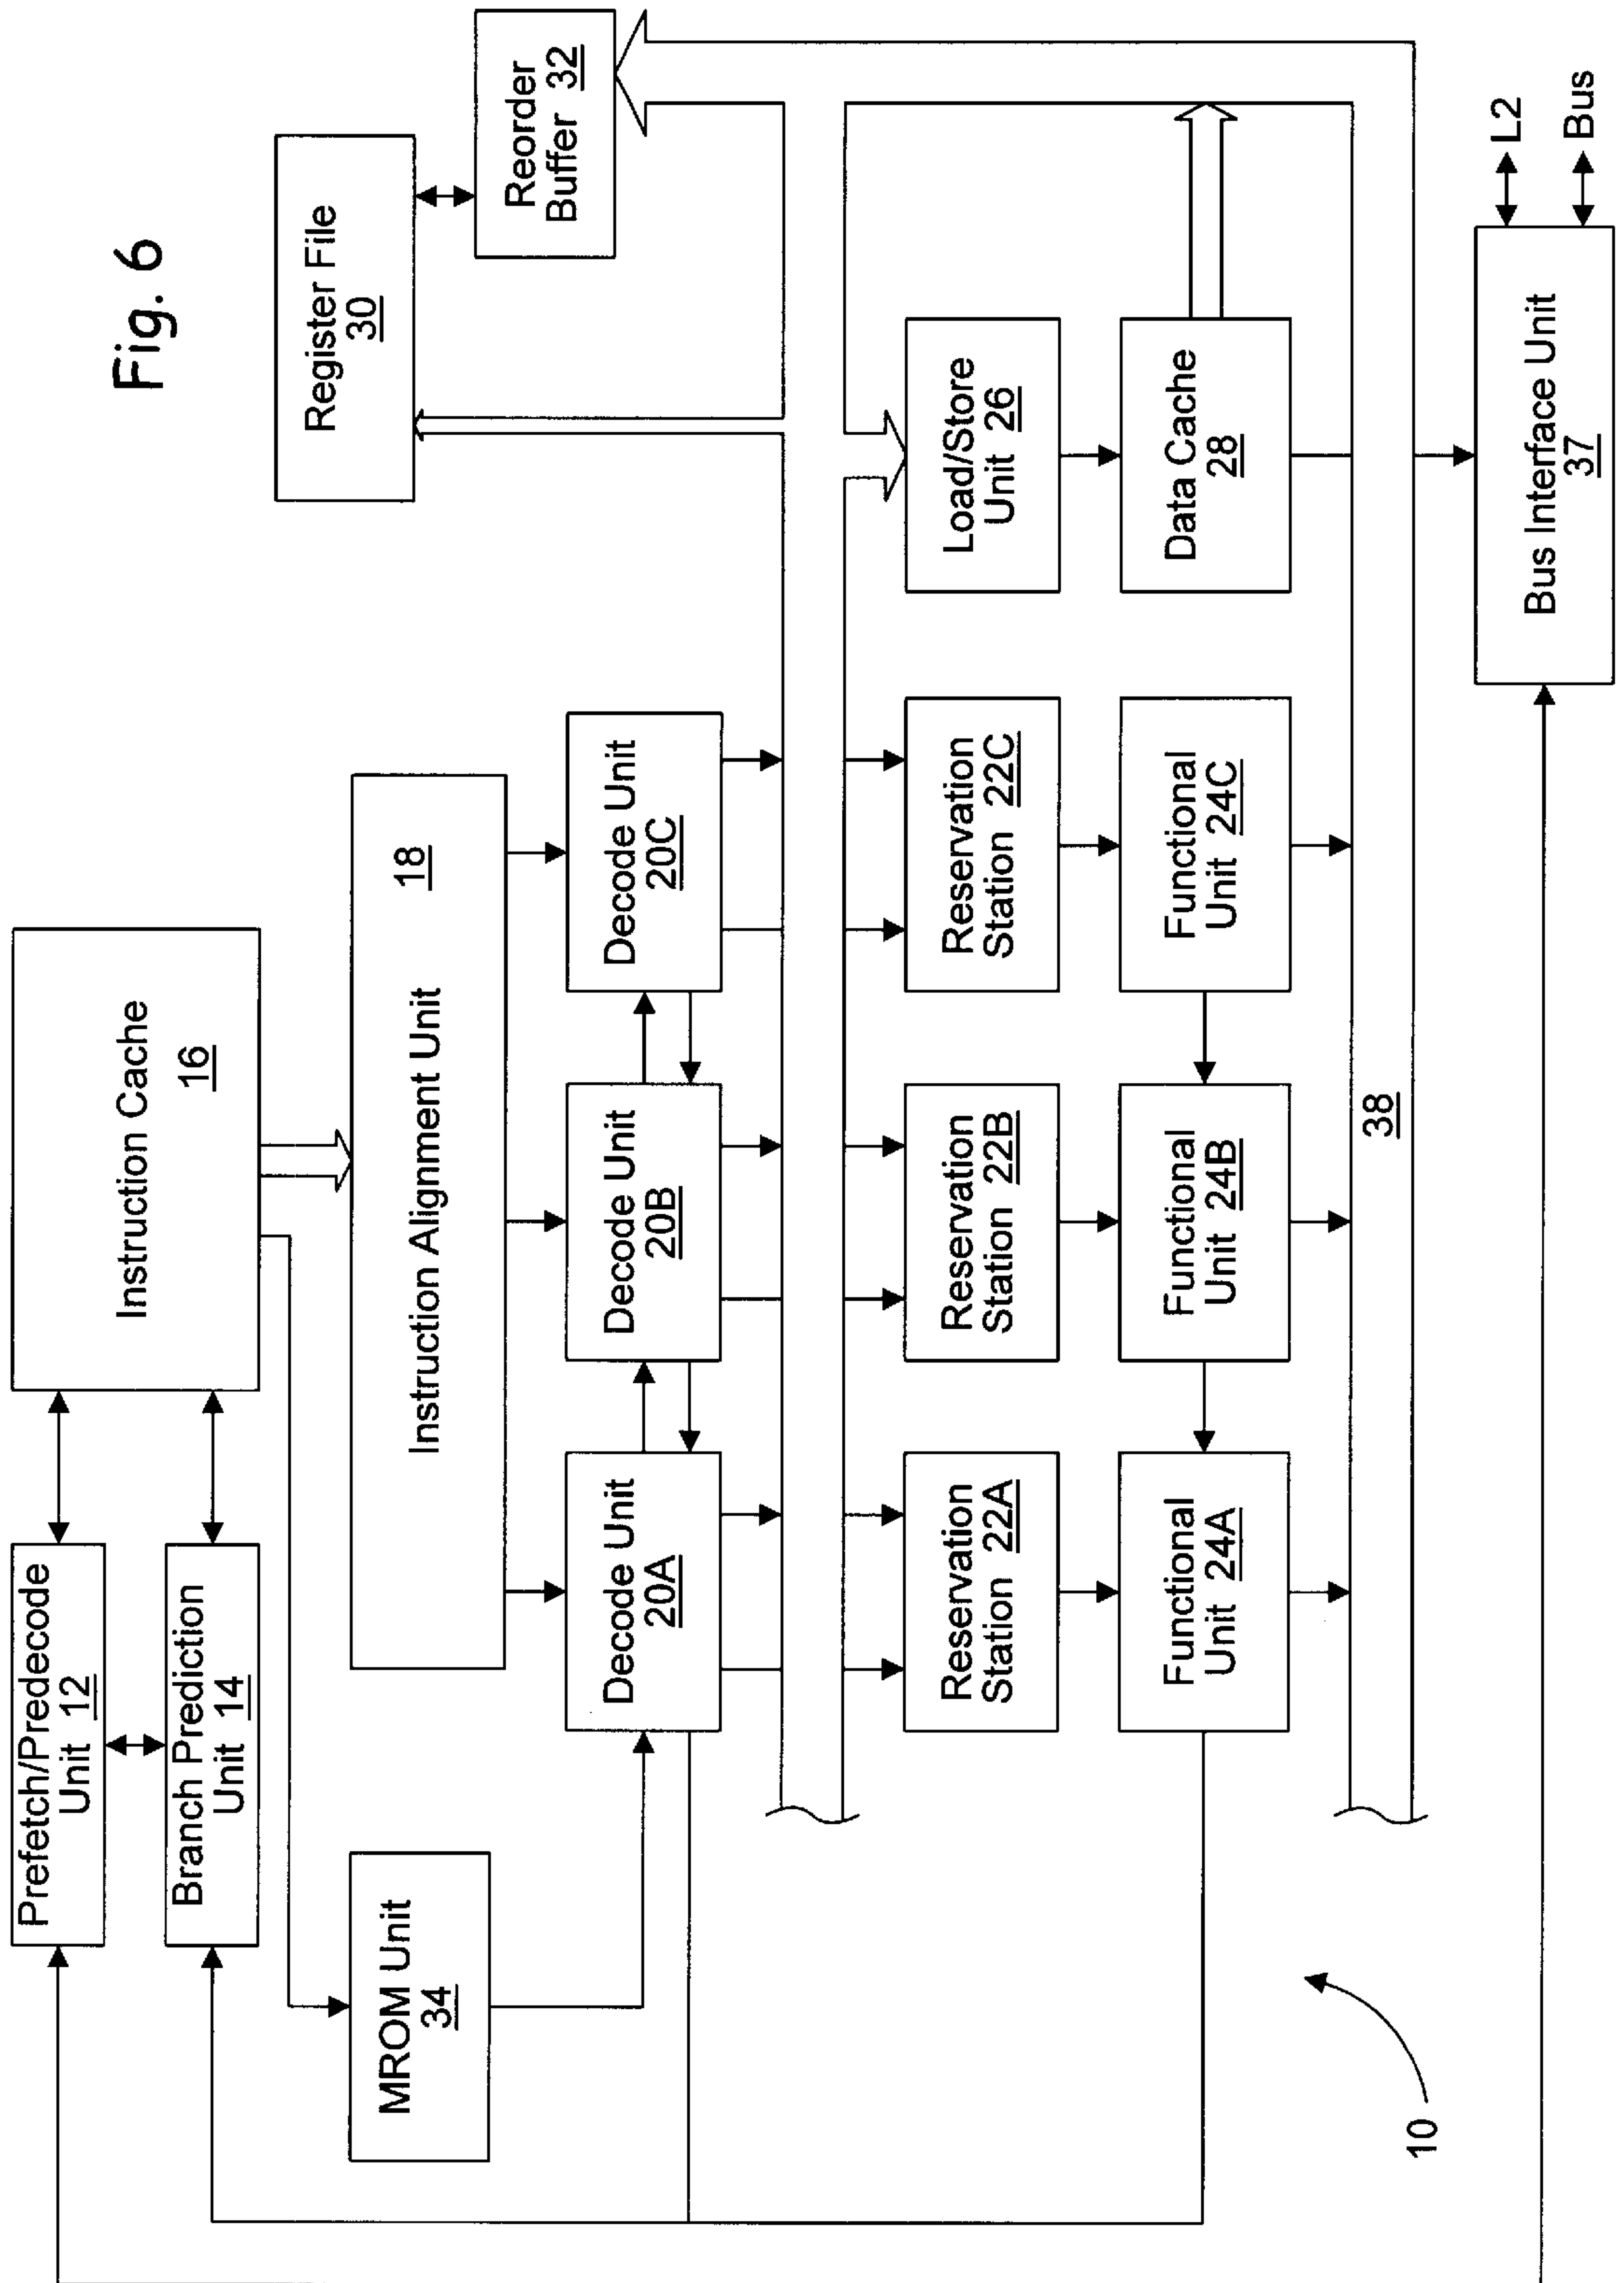 Fig. 6
Prefetch/Predecode
Unit 12
Branch Prediction
Unit 14
Instruction Cache
16
Register File
30
Reorder
Buffer 32
MROM Unit
34
Instruction Alignment Unit 18
Decode Unit
20A
Decode Unit
20B
Decode Unit
20C
Reservation
Station 22A
Reservation
Station 22B
Reservation
Station 22C
Load/Store
Unit 26
Functional
Unit 24A
Functional
Unit 24B
Functional
Unit 24C
Data Cache
28
38
10
Bus Interface Unit
37
L2
Bus